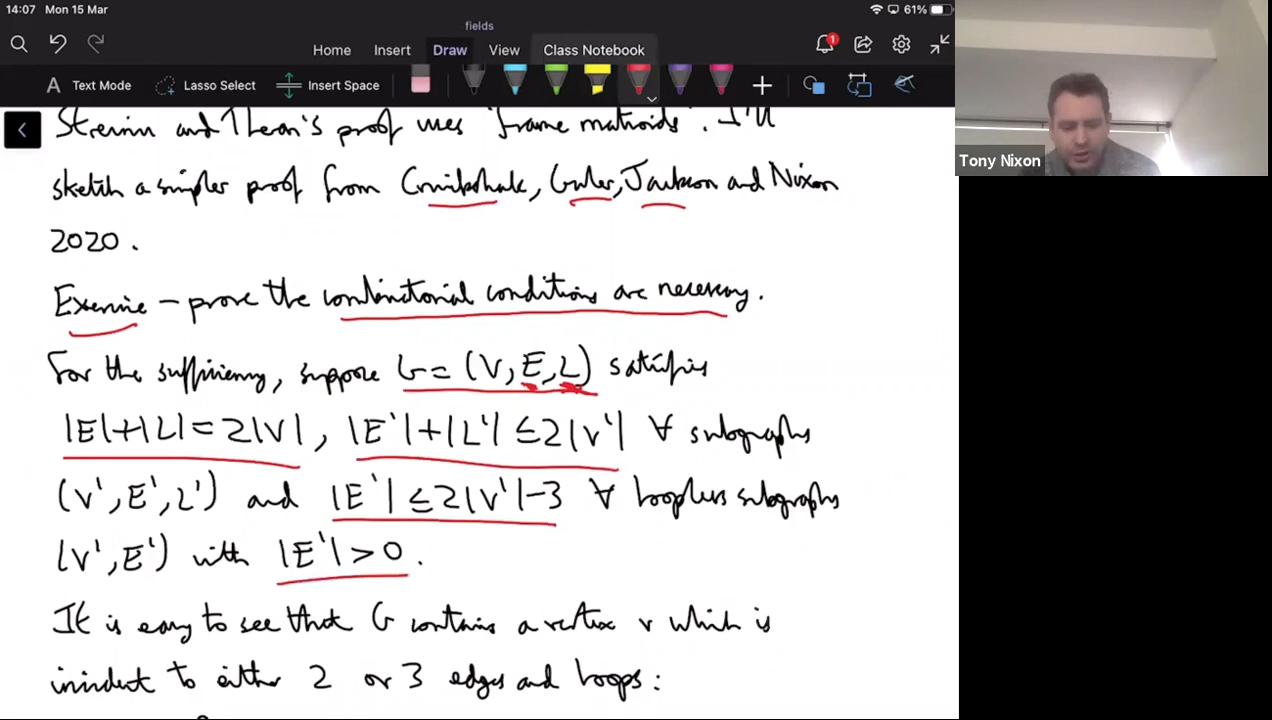 14:07 Mon 15 Mar
61%
fields
Home Insert Draw View Class Notebook
1
Text Mode Lasso Select Insert Space
Tony Nixon
Streinu and Theran's proof uses 'frame matroids'. I'll
sketch a simpler proof from Cruikshank, Guler, Jackson and Nixon
2020.
Exercise - prove the combinatorial conditions are necessary.
For the sufficiency, suppose G = (V, E, L) satisfies
|E|+|L| = 2|V|, |E'|+|L'| ≤ 2|V'| ∀ subgraphs
(V', E', L') and |E'| ≤ 2|V'|-3 ∀ loopless subgraphs
(V', E') with |E'| > 0.
It is easy to see that G contains a vertex v which is
incident to either 2 or 3 edges and loops: